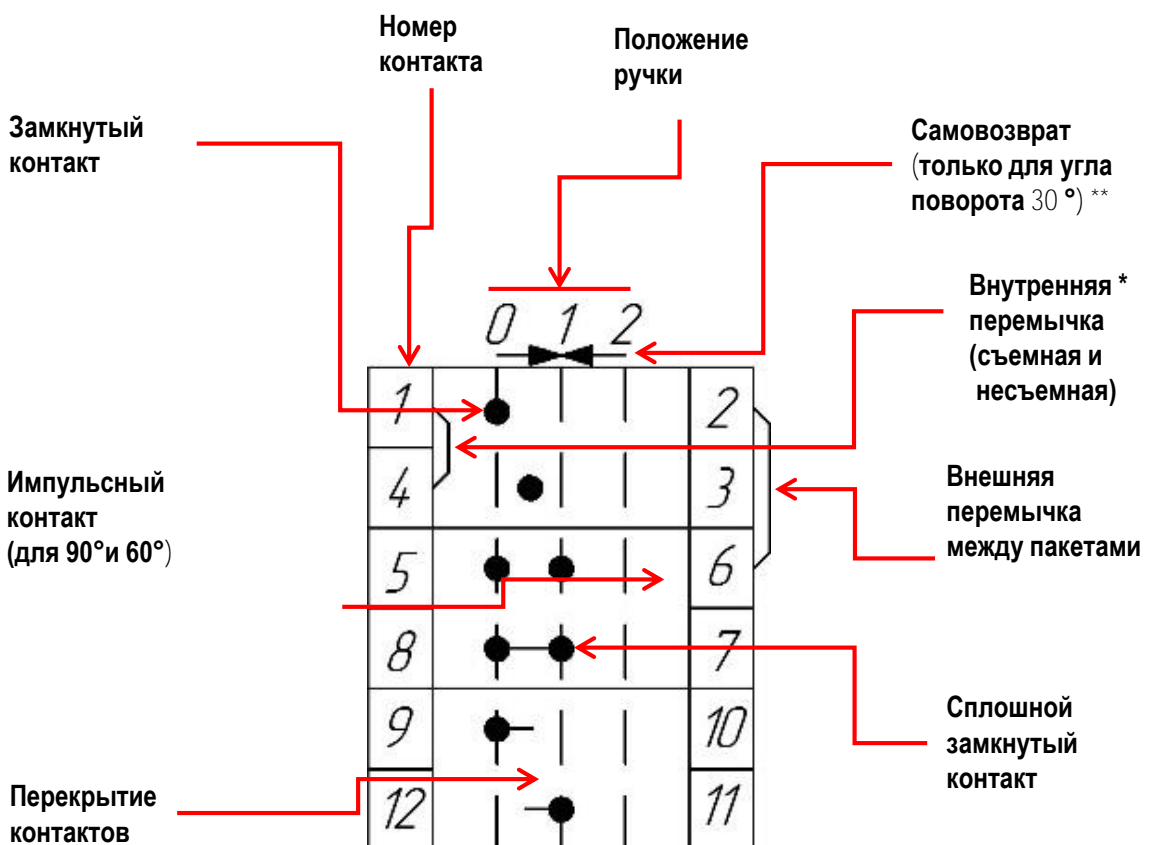 Номер
контакта
Положение
ручки
Замкнутый
контакт
Самовозврат
(только для угла
поворота 30 °) **
Внутренняя *
перемычка
(съемная и
несъемная)
0 1 2
1 2
4 3
5 6
8 7
9 10
12 11
Импульсный
контакт
(для 90°и 60°)
Внешняя
перемычка
между пакетами
Сплошной
замкнутый
контакт
Перекрытие
контактов